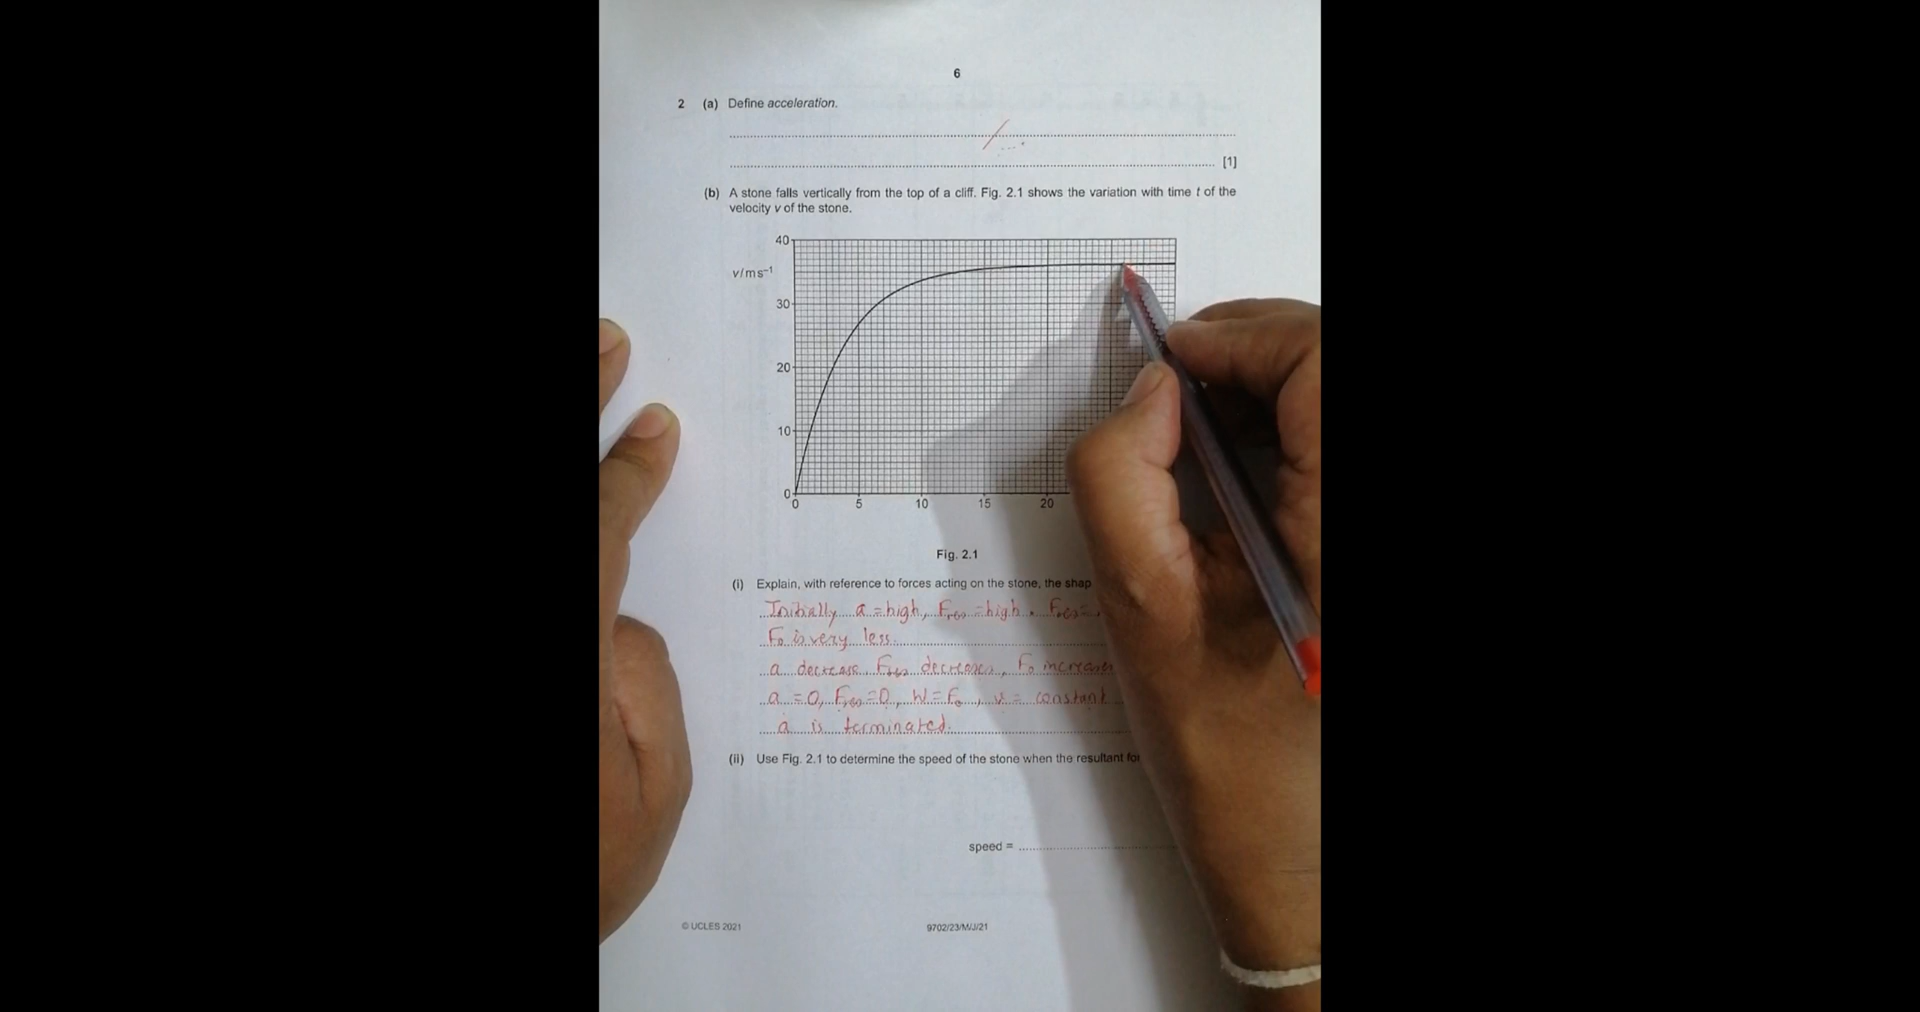 6
2 (a) Define acceleration.
[1]
(b) A stone falls vertically from the top of a cliff. Fig. 2.1 shows the variation with time t of the
velocity v of the stone.
40
v/ms⁻¹
30
20
10
0
0 5 10 15 20
Fig. 2.1
(i) Explain, with reference to forces acting on the stone, the shap
Initially a = high, Fres = high. Fres =
FD is very less.
a decrease, Fres decreases, FD increases
a = 0, Fres = 0, W = FD, v = constant
a is terminated.
(ii) Use Fig. 2.1 to determine the speed of the stone when the resultant for
speed =
© UCLES 2021 9702/23/M/J/21